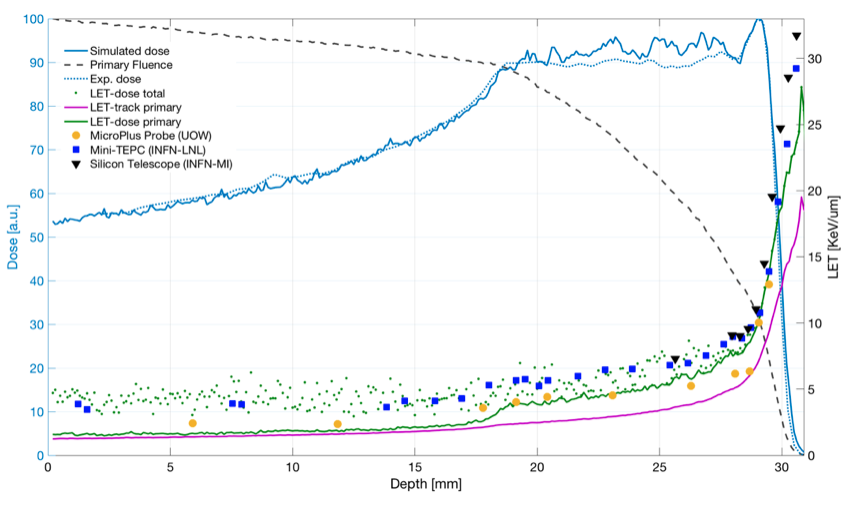 100
90
80
70
60
50
40
30
20
10
0
Dose [a.u.]
Simulated dose
Primary Fluence
Exp. dose
LET-dose total
LET-track primary
LET-dose primary
MicroPlus Probe (UOW)
Mini-TEPC (INFN-LNL)
Silicon Telescope (INFN-MI)
30
25
20
15
10
5
0
LET [KeV/um]
0 5 10 15 20 25 30
Depth [mm]